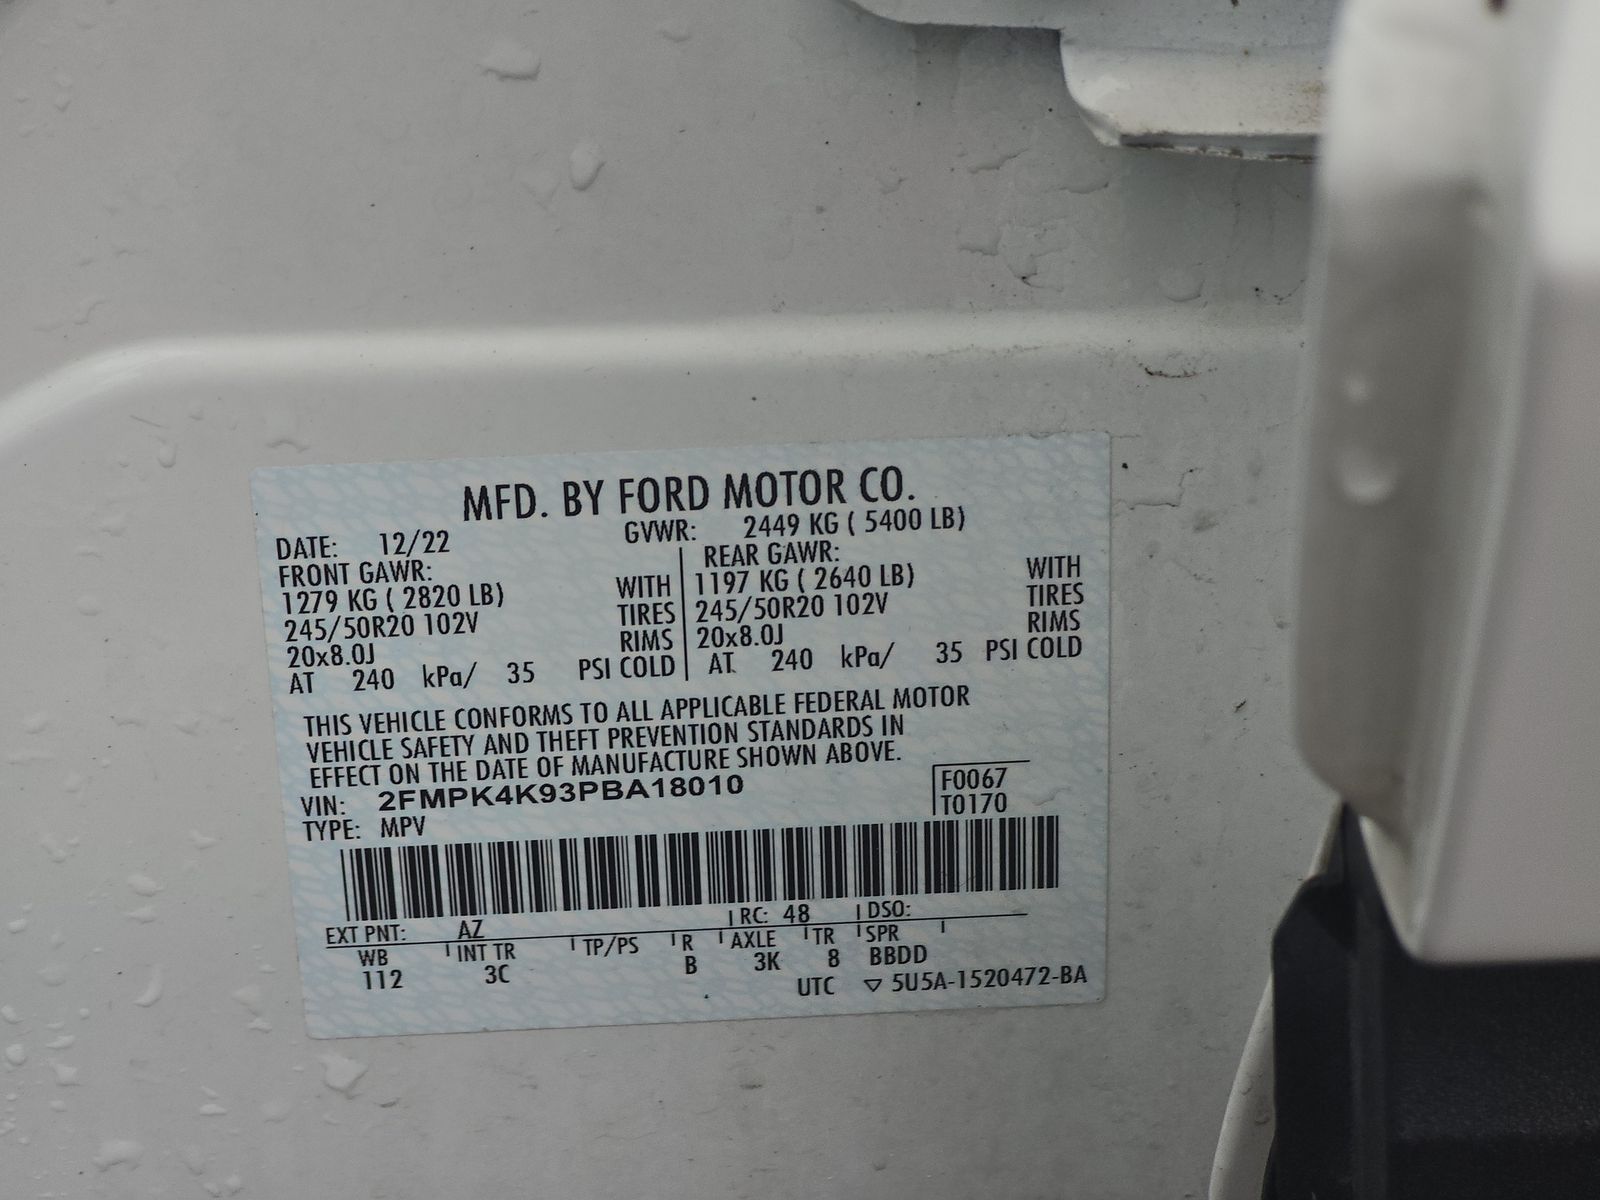 MFD. BY FORD MOTOR CO.
DATE: 12/22 GVWR: 2449 KG ( 5400 LB)
FRONT GAWR: REAR GAWR:
1279 KG ( 2820 LB) WITH 1197 KG ( 2640 LB) WITH
245/50R20 102V TIRES 245/50R20 102V TIRES
20x8.0J RIMS 20x8.0J RIMS
AT 240 kPa/ 35 PSI COLD AT 240 kPa/ 35 PSI COLD
THIS VEHICLE CONFORMS TO ALL APPLICABLE FEDERAL MOTOR
VEHICLE SAFETY AND THEFT PREVENTION STANDARDS IN
EFFECT ON THE DATE OF MANUFACTURE SHOWN ABOVE.
VIN: 2FMPK4K93PBA18010 F0067
TYPE: MPV T0170
EXT PNT: AZ RC: 48 DSO:
WB INT TR TP/PS R AXLE TR SPR
112 3C B 3K 8 BBDD
UTC ▽ 5U5A-1520472-BA